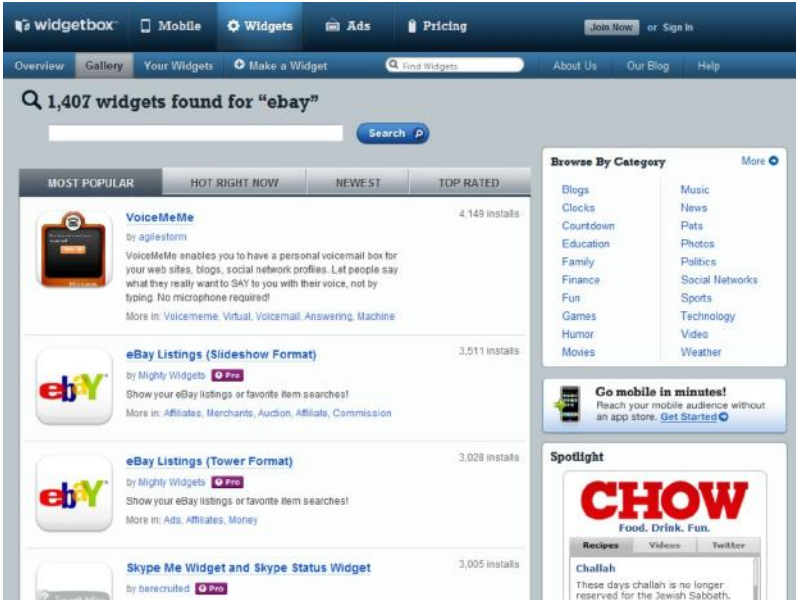 widgetbox Mobile Widgets Ads Pricing Join Now or Sign In
Overview Gallery Your Widgets Make a Widget Find Widgets About Us Our Blog Help
1,407 widgets found for “ebay”
Search
MOST POPULAR HOT RIGHT NOW NEWEST TOP RATED
VoiceMeMe 4,149 installs
by agilestorm
VoiceMeMe enables you to have a personal voicemail box for
your web sites, blogs, social network profiles. Let people say
what they really want to SAY to you with their voice, not by
typing. No microphone required!
More in: Voicememe, Virtual, Voicemail, Answering, Machine
ebY
eBay Listings (Slideshow Format) 3,511 installs
by Mighty Widgets Pro
Show your eBay listings or favorite item searches!
More in: Affiliates, Merchants, Auction, Affiliate, Commission
ebY
eBay Listings (Tower Format) 3,028 installs
by Mighty Widgets Pro
Show your eBay listings or favorite item searches!
More in: Ads, Affiliates, Money
Skype Me Widget and Skype Status Widget 3,005 installs
by berecruited Pro
Browse By Category More
Blogs Music
Clocks News
Countdown Pets
Education Photos
Family Politics
Finance Social Networks
Fun Sports
Games Technology
Humor Video
Movies Weather
Go mobile in minutes!
Reach your mobile audience without
an app store. Get Started
Spotlight
CHOW
Food. Drink. Fun.
Recipes Videos Twitter
Challah
These days challah is no longer
reserved for the Jewish Sabbath.